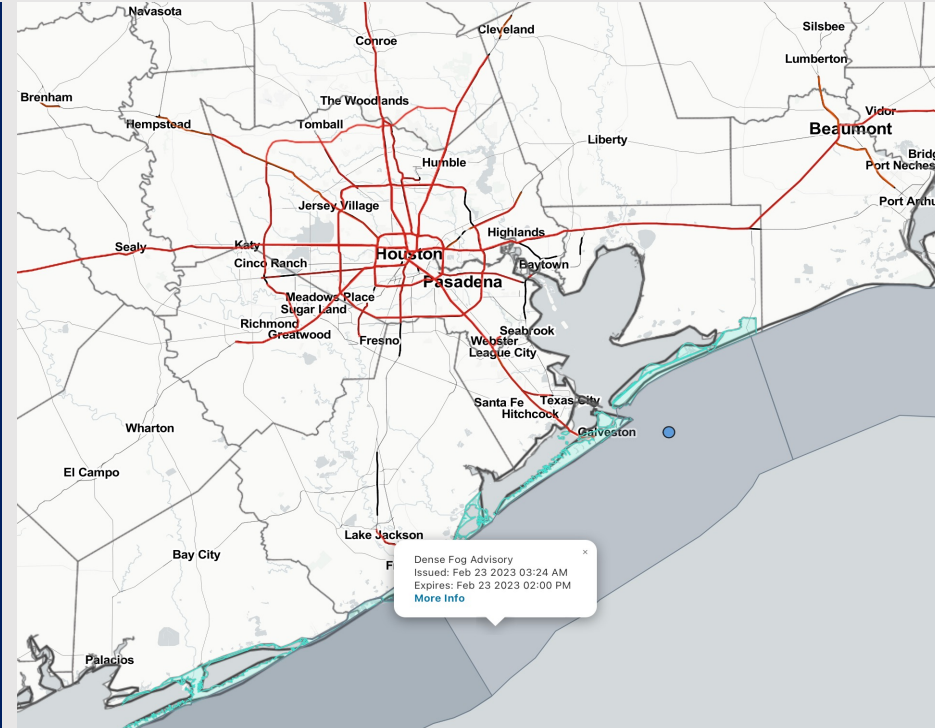 Navasota
Conroe
Cleveland
Silsbee
Lumberton
Brenham
The Woodlands
Hempstead
Tomball
Vidor
Beaumont
Liberty
Bridg
Port Neches
Humble
Jersey Village
Port Arthu
Highlands
Sealy
Katy
Houston
Cinco Ranch
Baytown
Pasadena
Meadows Place
Sugar Land
Richmond
Greatwood
Fresno
Seabrook
Webster
League City
Santa Fe
Texas City
Hitchcock
Galveston
Wharton
El Campo
Lake Jackson
Bay City
F
×
Dense Fog Advisory
Issued: Feb 23 2023 03:24 AM
Expires: Feb 23 2023 02:00 PM
More Info
Palacios